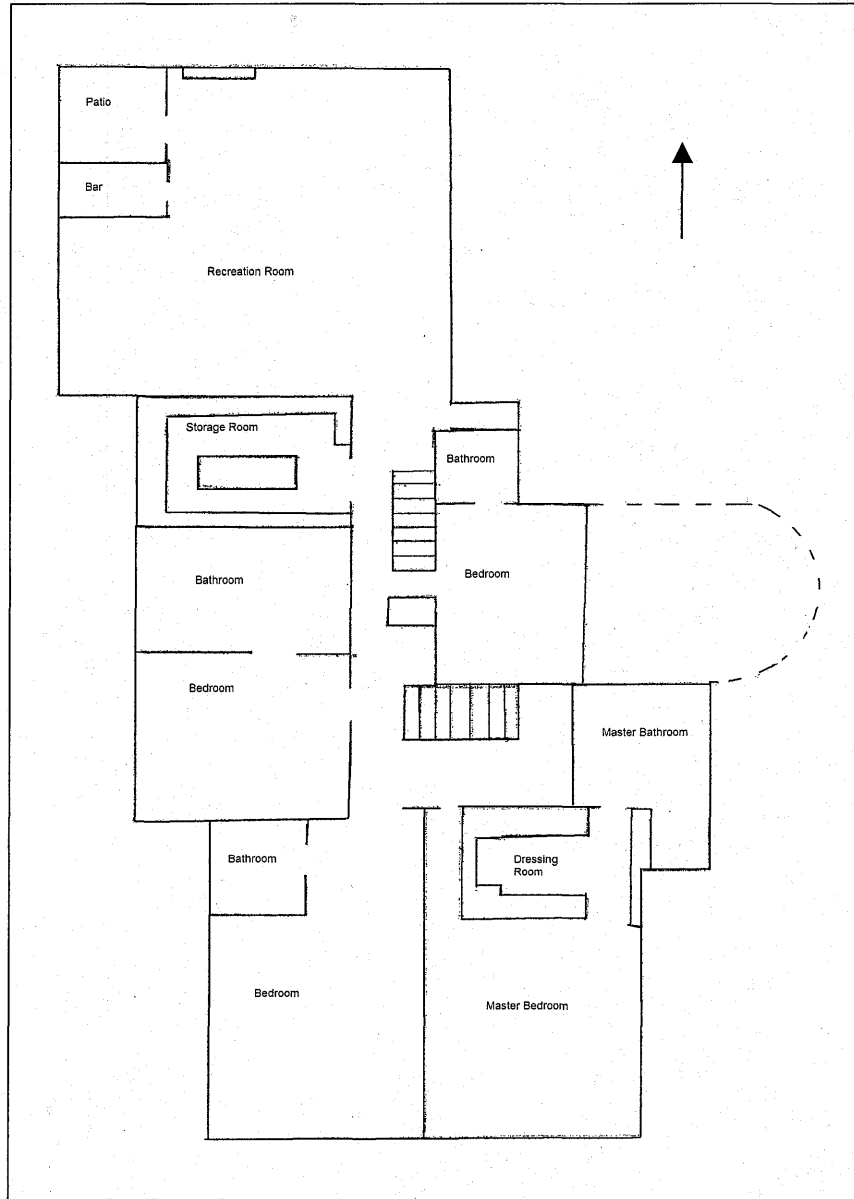 Patio
Bar
Recreation Room
Storage Room
Bathroom
Bathroom
Bedroom
Bedroom
Master Bathroom
Bathroom
Dressing
Room
Bedroom
Master Bedroom